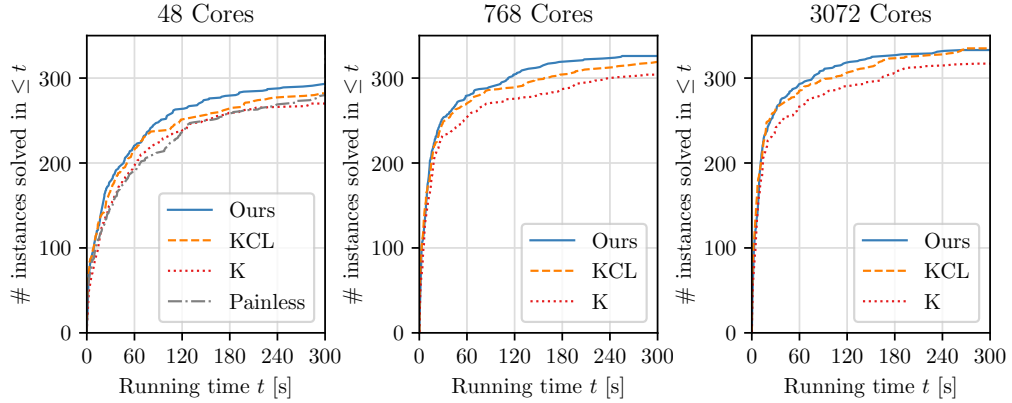 48 Cores
# instances solved in ≤ t
300
200
100
0
Ours
KCL
K
Painless
0 60 120 180 240 300
Running time t [s]
768 Cores
# instances solved in ≤ t
300
200
100
0
Ours
KCL
K
0 60 120 180 240 300
Running time t [s]
3072 Cores
# instances solved in ≤ t
300
200
100
0
Ours
KCL
K
0 60 120 180 240 300
Running time t [s]